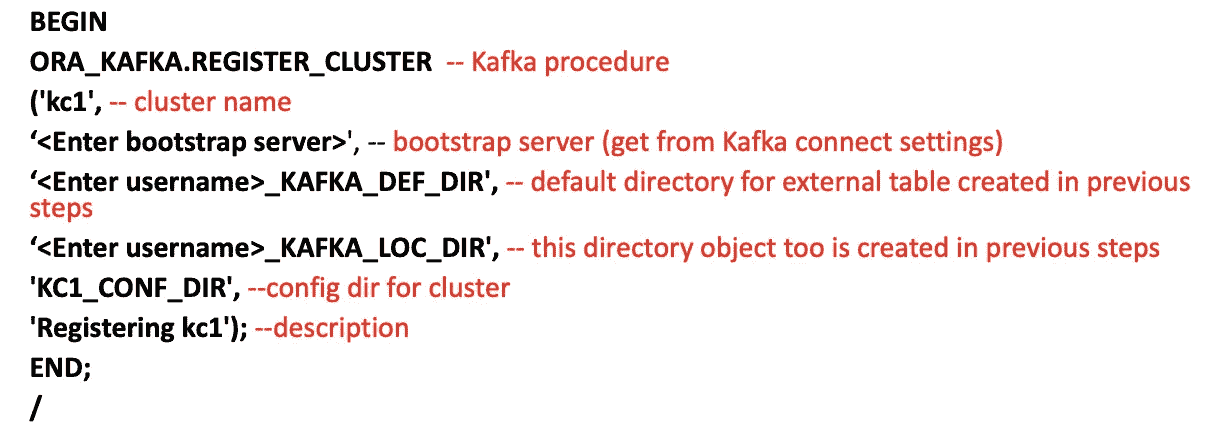 BEGIN
ORA_KAFKA.REGISTER_CLUSTER -- Kafka procedure
('kc1', -- cluster name
‘<Enter bootstrap server>', -- bootstrap server (get from Kafka connect settings)
‘<Enter username>_KAFKA_DEF_DIR', -- default directory for external table created in previous
steps
‘<Enter username>_KAFKA_LOC_DIR', -- this directory object too is created in previous steps
'KC1_CONF_DIR', --config dir for cluster
'Registering kc1'); --description
END;
/